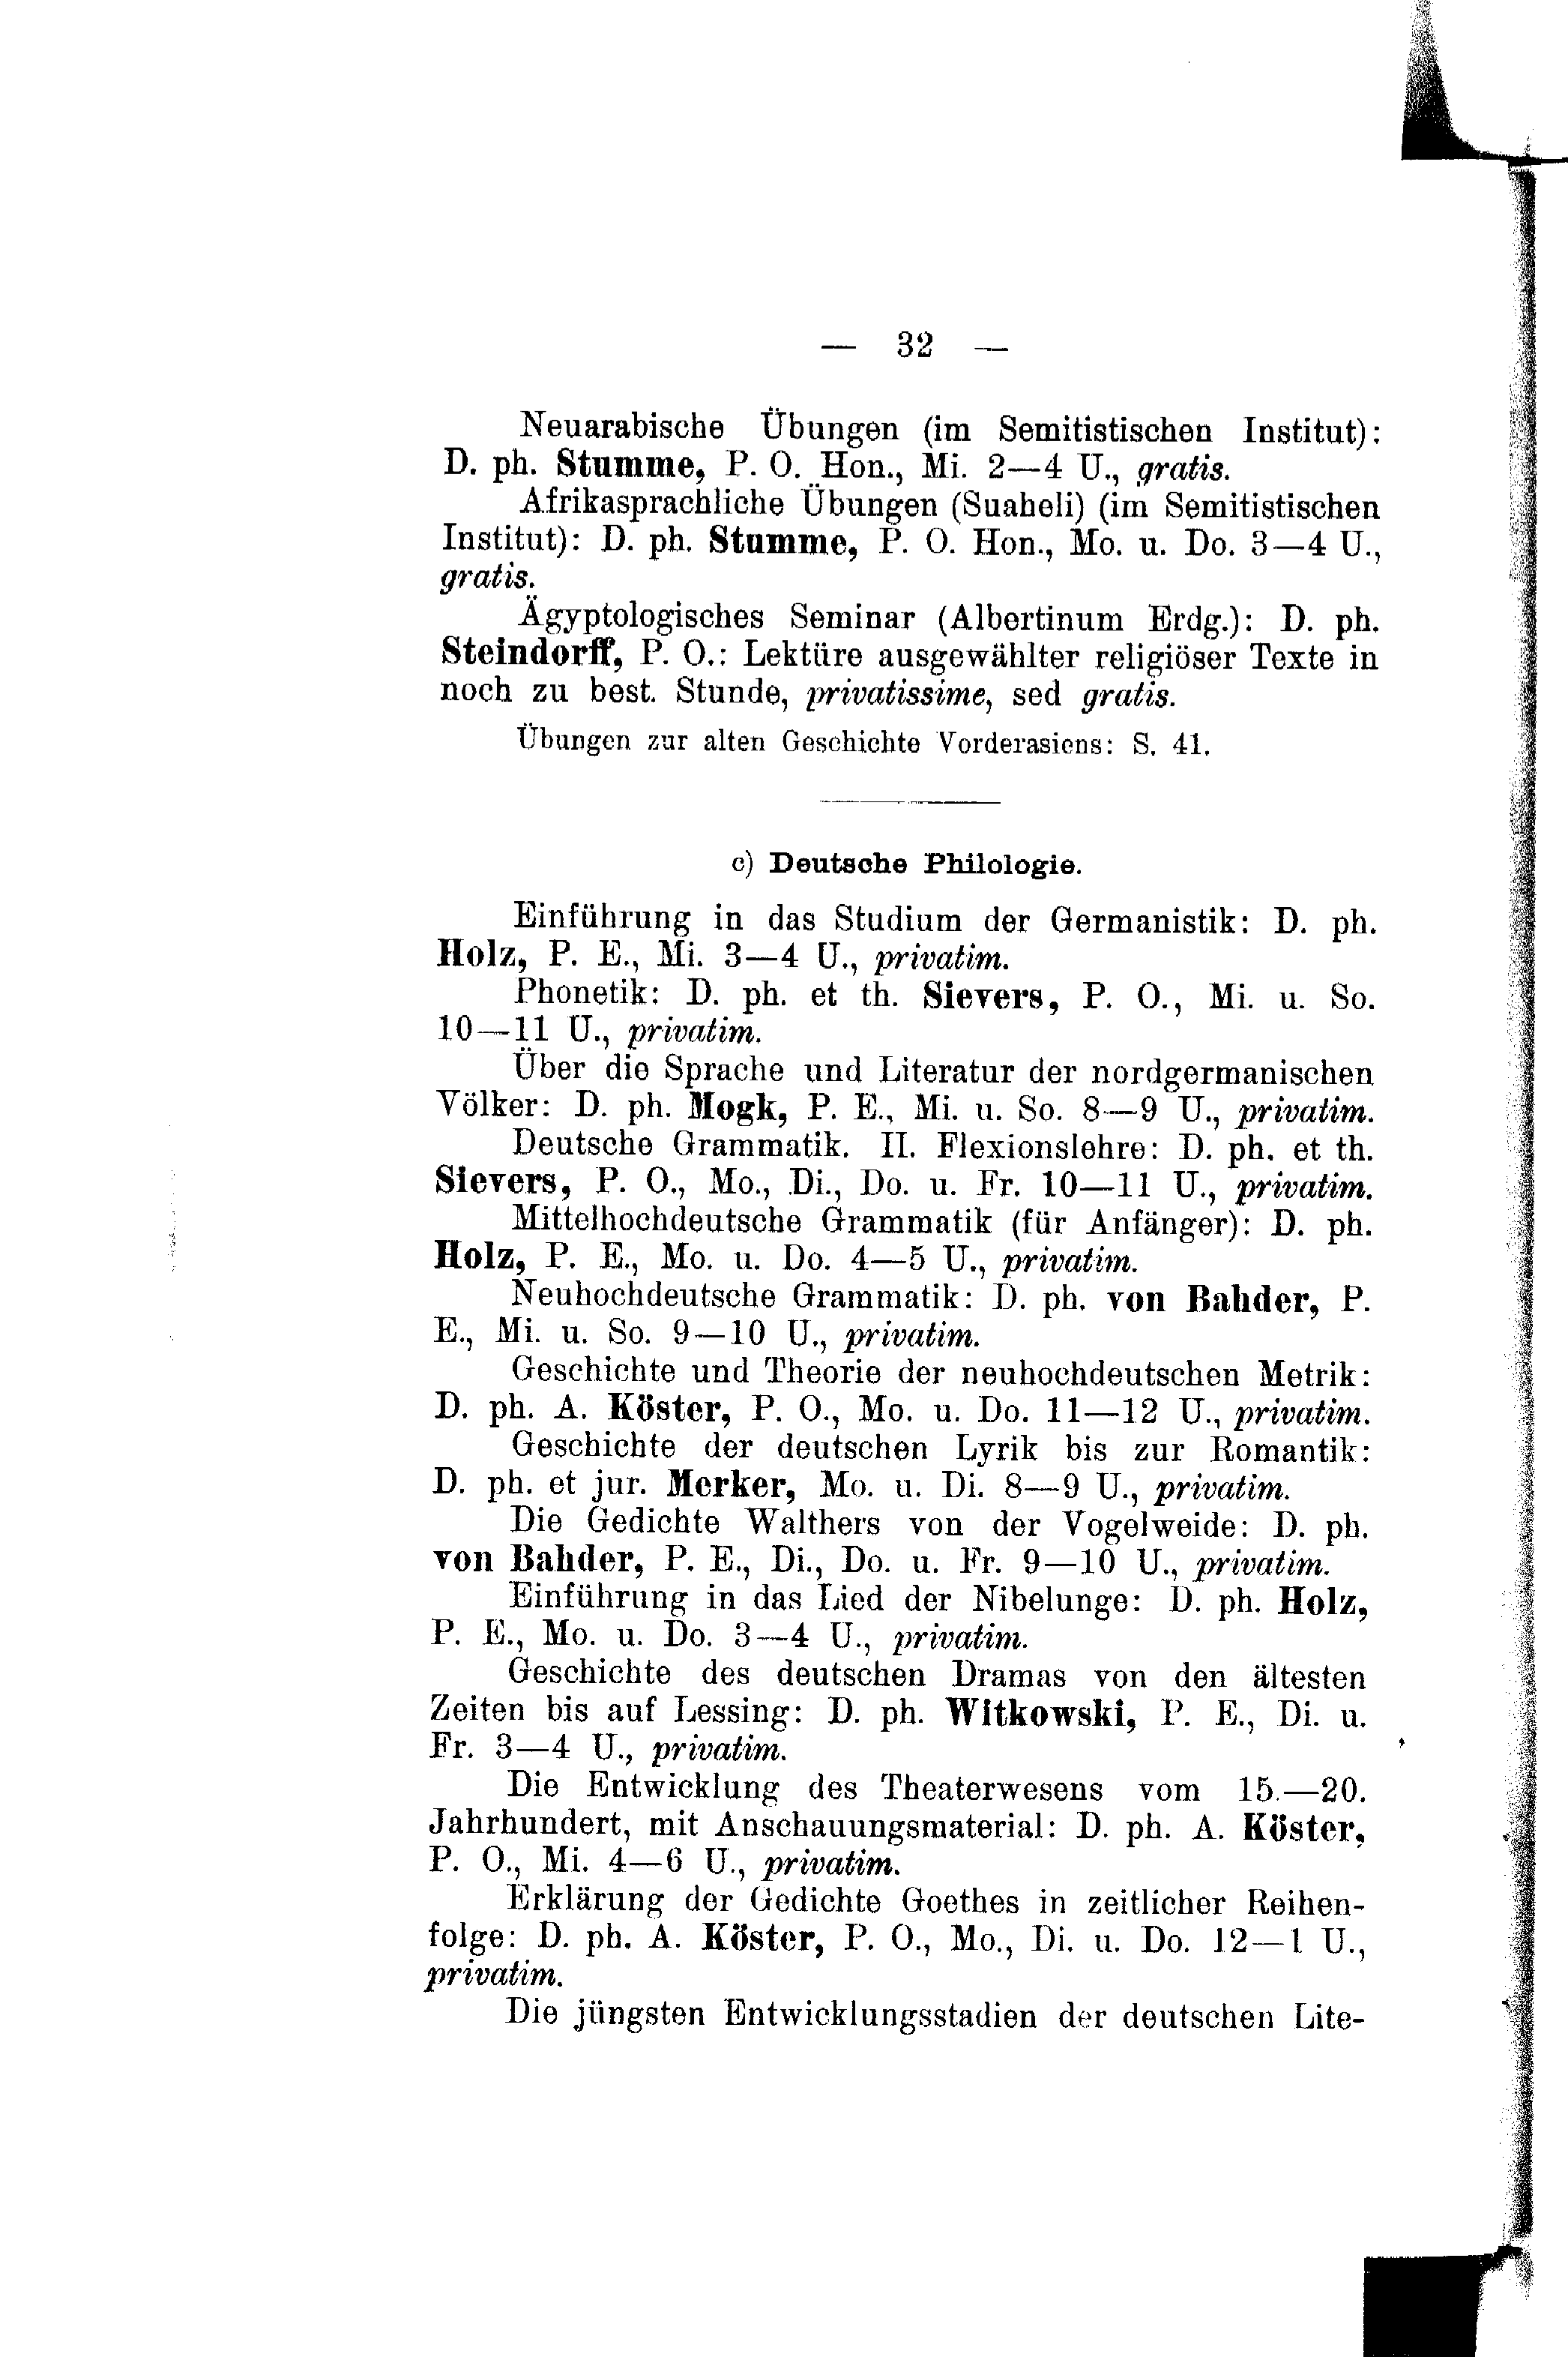 — 32 —
Neuarabische Übungen (im Semitistischen Institut):
D. ph. Stumme, P. O. Hon., Mi. 2—4 U., gratis.
Afrikasprachliche Übungen (Suaheli) (im Semitistischen
Institut): D. ph. Stumme, P. O. Hon., Mo. u. Do. 3—4 U.,
gratis.
Ägyptologisches Seminar (Albertinum Erdg.): D. ph.
Steindorff, P. O.: Lektüre ausgewählter religiöser Texte in
noch zu best. Stunde, privatissime, sed gratis.
Übungen zur alten Geschichte Vorderasiens: S. 41.
c) Deutsche Philologie.
Einführung in das Studium der Germanistik: D. ph.
Holz, P. E., Mi. 3—4 U., privatim.
Phonetik: D. ph. et th. Sievers, P. O., Mi. u. So.
10—11 U., privatim.
Über die Sprache und Literatur der nordgermanischen
Völker: D. ph. Mogk, P. E., Mi. u. So. 8—9 U., privatim.
Deutsche Grammatik. II. Flexionslehre: D. ph. et th.
Sievers, P. O., Mo., Di., Do. u. Fr. 10—11 U., privatim.
Mittelhochdeutsche Grammatik (für Anfänger): D. ph.
Holz, P. E., Mo. u. Do. 4—5 U., privatim.
Neuhochdeutsche Grammatik: D. ph. von Bahder, P.
E., Mi. u. So. 9—10 U., privatim.
Geschichte und Theorie der neuhochdeutschen Metrik:
D. ph. A. Köster, P. O., Mo. u. Do. 11—12 U., privatim.
Geschichte der deutschen Lyrik bis zur Romantik:
D. ph. et jur. Merker, Mo. u. Di. 8—9 U., privatim.
Die Gedichte Walthers von der Vogelweide: D. ph.
von Bahder, P. E., Di., Do. u. Fr. 9—10 U., privatim.
Einführung in das Lied der Nibelunge: D. ph. Holz,
P. E., Mo. u. Do. 3—4 U., privatim.
Geschichte des deutschen Dramas von den ältesten
Zeiten bis auf Lessing: D. ph. Witkowski, P. E., Di. u.
Fr. 3—4 U., privatim.
Die Entwicklung des Theaterwesens vom 15.—20.
Jahrhundert, mit Anschauungsmaterial: D. ph. A. Köster,
P. O., Mi. 4—6 U., privatim.
Erklärung der Gedichte Goethes in zeitlicher Reihen-
folge: D. ph. A. Köster, P. O., Mo., Di. u. Do. 12—1 U.,
privatim.
Die jüngsten Entwicklungsstadien der deutschen Lite-